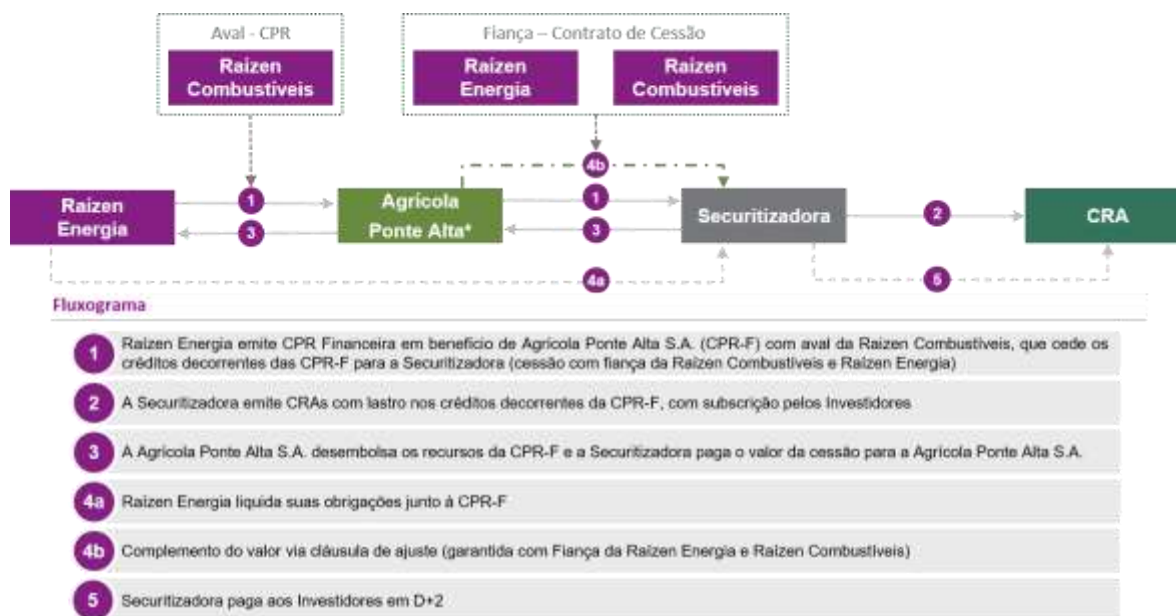 Aval - CPR
Raizen
Combustíveis
Fiança – Contrato de Cessão
Raizen
Energia
Raizen
Combustíveis
4b
Raizen
Energia
1
3
Agrícola
Ponte Alta*
1
3
Securitizadora
2
CRA
4a
5
Fluxograma
1
Raizen Energia emite CPR Financeira em benefício de Agrícola Ponte Alta S.A. (CPR-F) com aval da Raizen Combustíveis, que cede os
créditos decorrentes das CPR-F para a Securitizadora (cessão com fiança da Raizen Combustíveis e Raizen Energia)
2
A Securitizadora emite CRAs com lastro nos créditos decorrentes da CPR-F, com subscrição pelos Investidores
3
A Agrícola Ponte Alta S.A. desembolsa os recursos da CPR-F e a Securitizadora paga o valor da cessão para a Agrícola Ponte Alta S.A.
4a
Raizen Energia liquida suas obrigações junto à CPR-F
4b
Complemento do valor via cláusula de ajuste (garantida com Fiança da Raizen Energia e Raizen Combustíveis)
5
Securitizadora paga aos Investidores em D+2